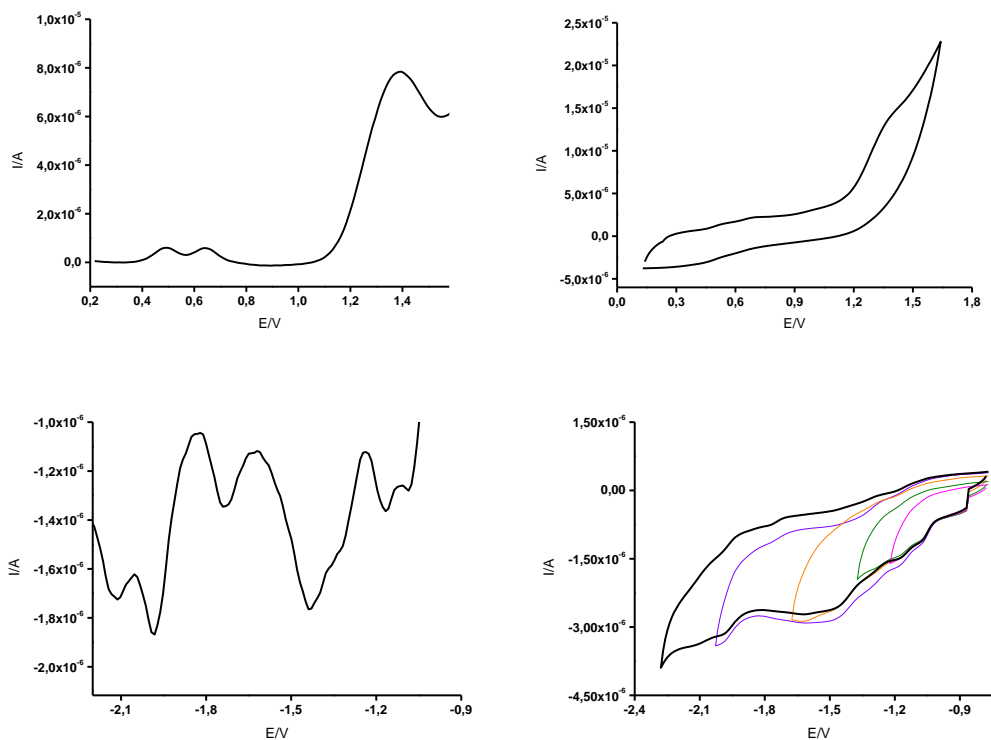 1,0x10⁻⁵
8,0x10⁻⁶
6,0x10⁻⁶
4,0x10⁻⁶
2,0x10⁻⁶
0,0
I/A
0,2 0,4 0,6 0,8 1,0 1,2 1,4
E/V
2,5x10⁻⁵
2,0x10⁻⁵
1,5x10⁻⁵
1,0x10⁻⁵
5,0x10⁻⁶
0,0
-5,0x10⁻⁶
I/A
0,0 0,3 0,6 0,9 1,2 1,5 1,8
E/V
-1,0x10⁻⁶
-1,2x10⁻⁶
-1,4x10⁻⁶
-1,6x10⁻⁶
-1,8x10⁻⁶
-2,0x10⁻⁶
I/A
-2,1 -1,8 -1,5 -1,2 -0,9
E/V
1,50x10⁻⁶
0,00
-1,50x10⁻⁶
-3,00x10⁻⁶
-4,50x10⁻⁶
I/A
-2,4 -2,1 -1,8 -1,5 -1,2 -0,9
E/V